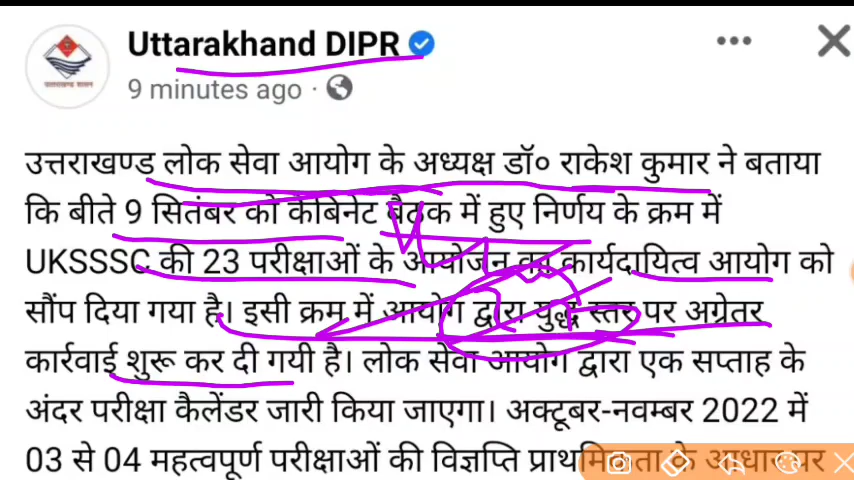 Uttarakhand DIPR
9 minutes ago ·
उत्तराखण्ड लोक सेवा आयोग के अध्यक्ष डॉ० राकेश कुमार ने बताया
कि बीते 9 सितंबर को कैबिनेट बैठक में हुए निर्णय के क्रम में
UKSSSC की 23 परीक्षाओं के आयोजन का कार्यदायित्व आयोग को
सौंप दिया गया है। इसी क्रम में आयोग द्वारा युद्ध स्तर पर अग्रेतर
कार्रवाई शुरू कर दी गयी है। लोक सेवा आयोग द्वारा एक सप्ताह के
अंदर परीक्षा कैलेंडर जारी किया जाएगा। अक्टूबर-नवम्बर 2022 में
03 से 04 महत्वपूर्ण परीक्षाओं की विज्ञप्ति प्राथमिकता के आधार पर